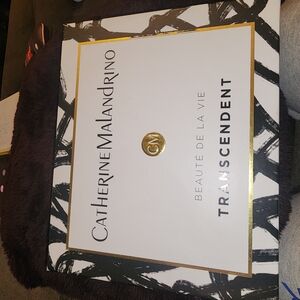 CATHERINE MALANDRINO
CM
BEAUTÉ DE LA VIE
TRANSCENDENT